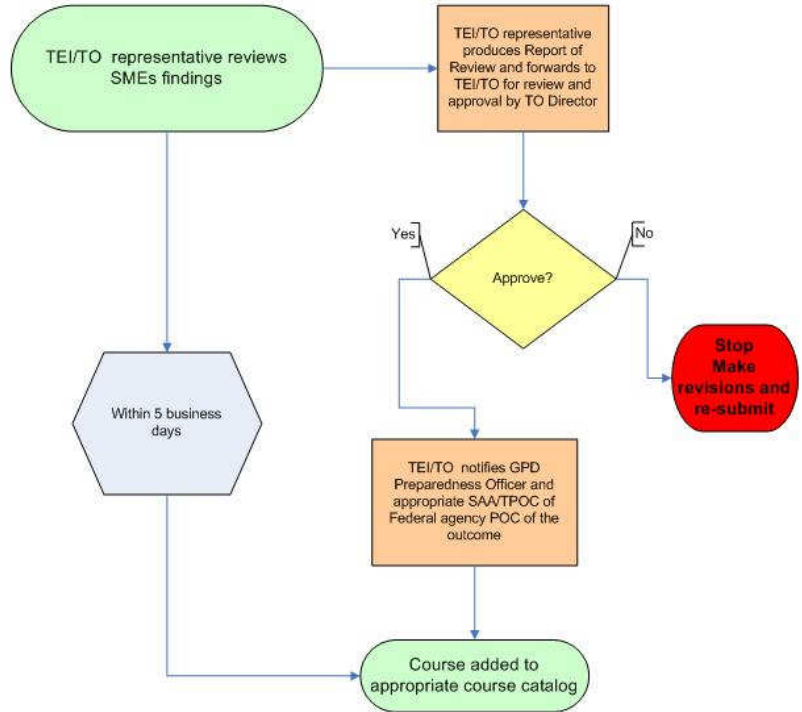 TEI/TO representative reviews
SMEs findings
TEI/TO representative
produces Report of
Review and forwards to
TEI/TO for review and
approval by TO Director
Yes
No
Approve?
Stop
Make
revisions and
re-submit
Within 5 business
days
TEI/TO notifies GPD
Preparedness Officer and
appropriate SAA/TPOC of
Federal agency POC of the
outcome
Course added to
appropriate course catalog